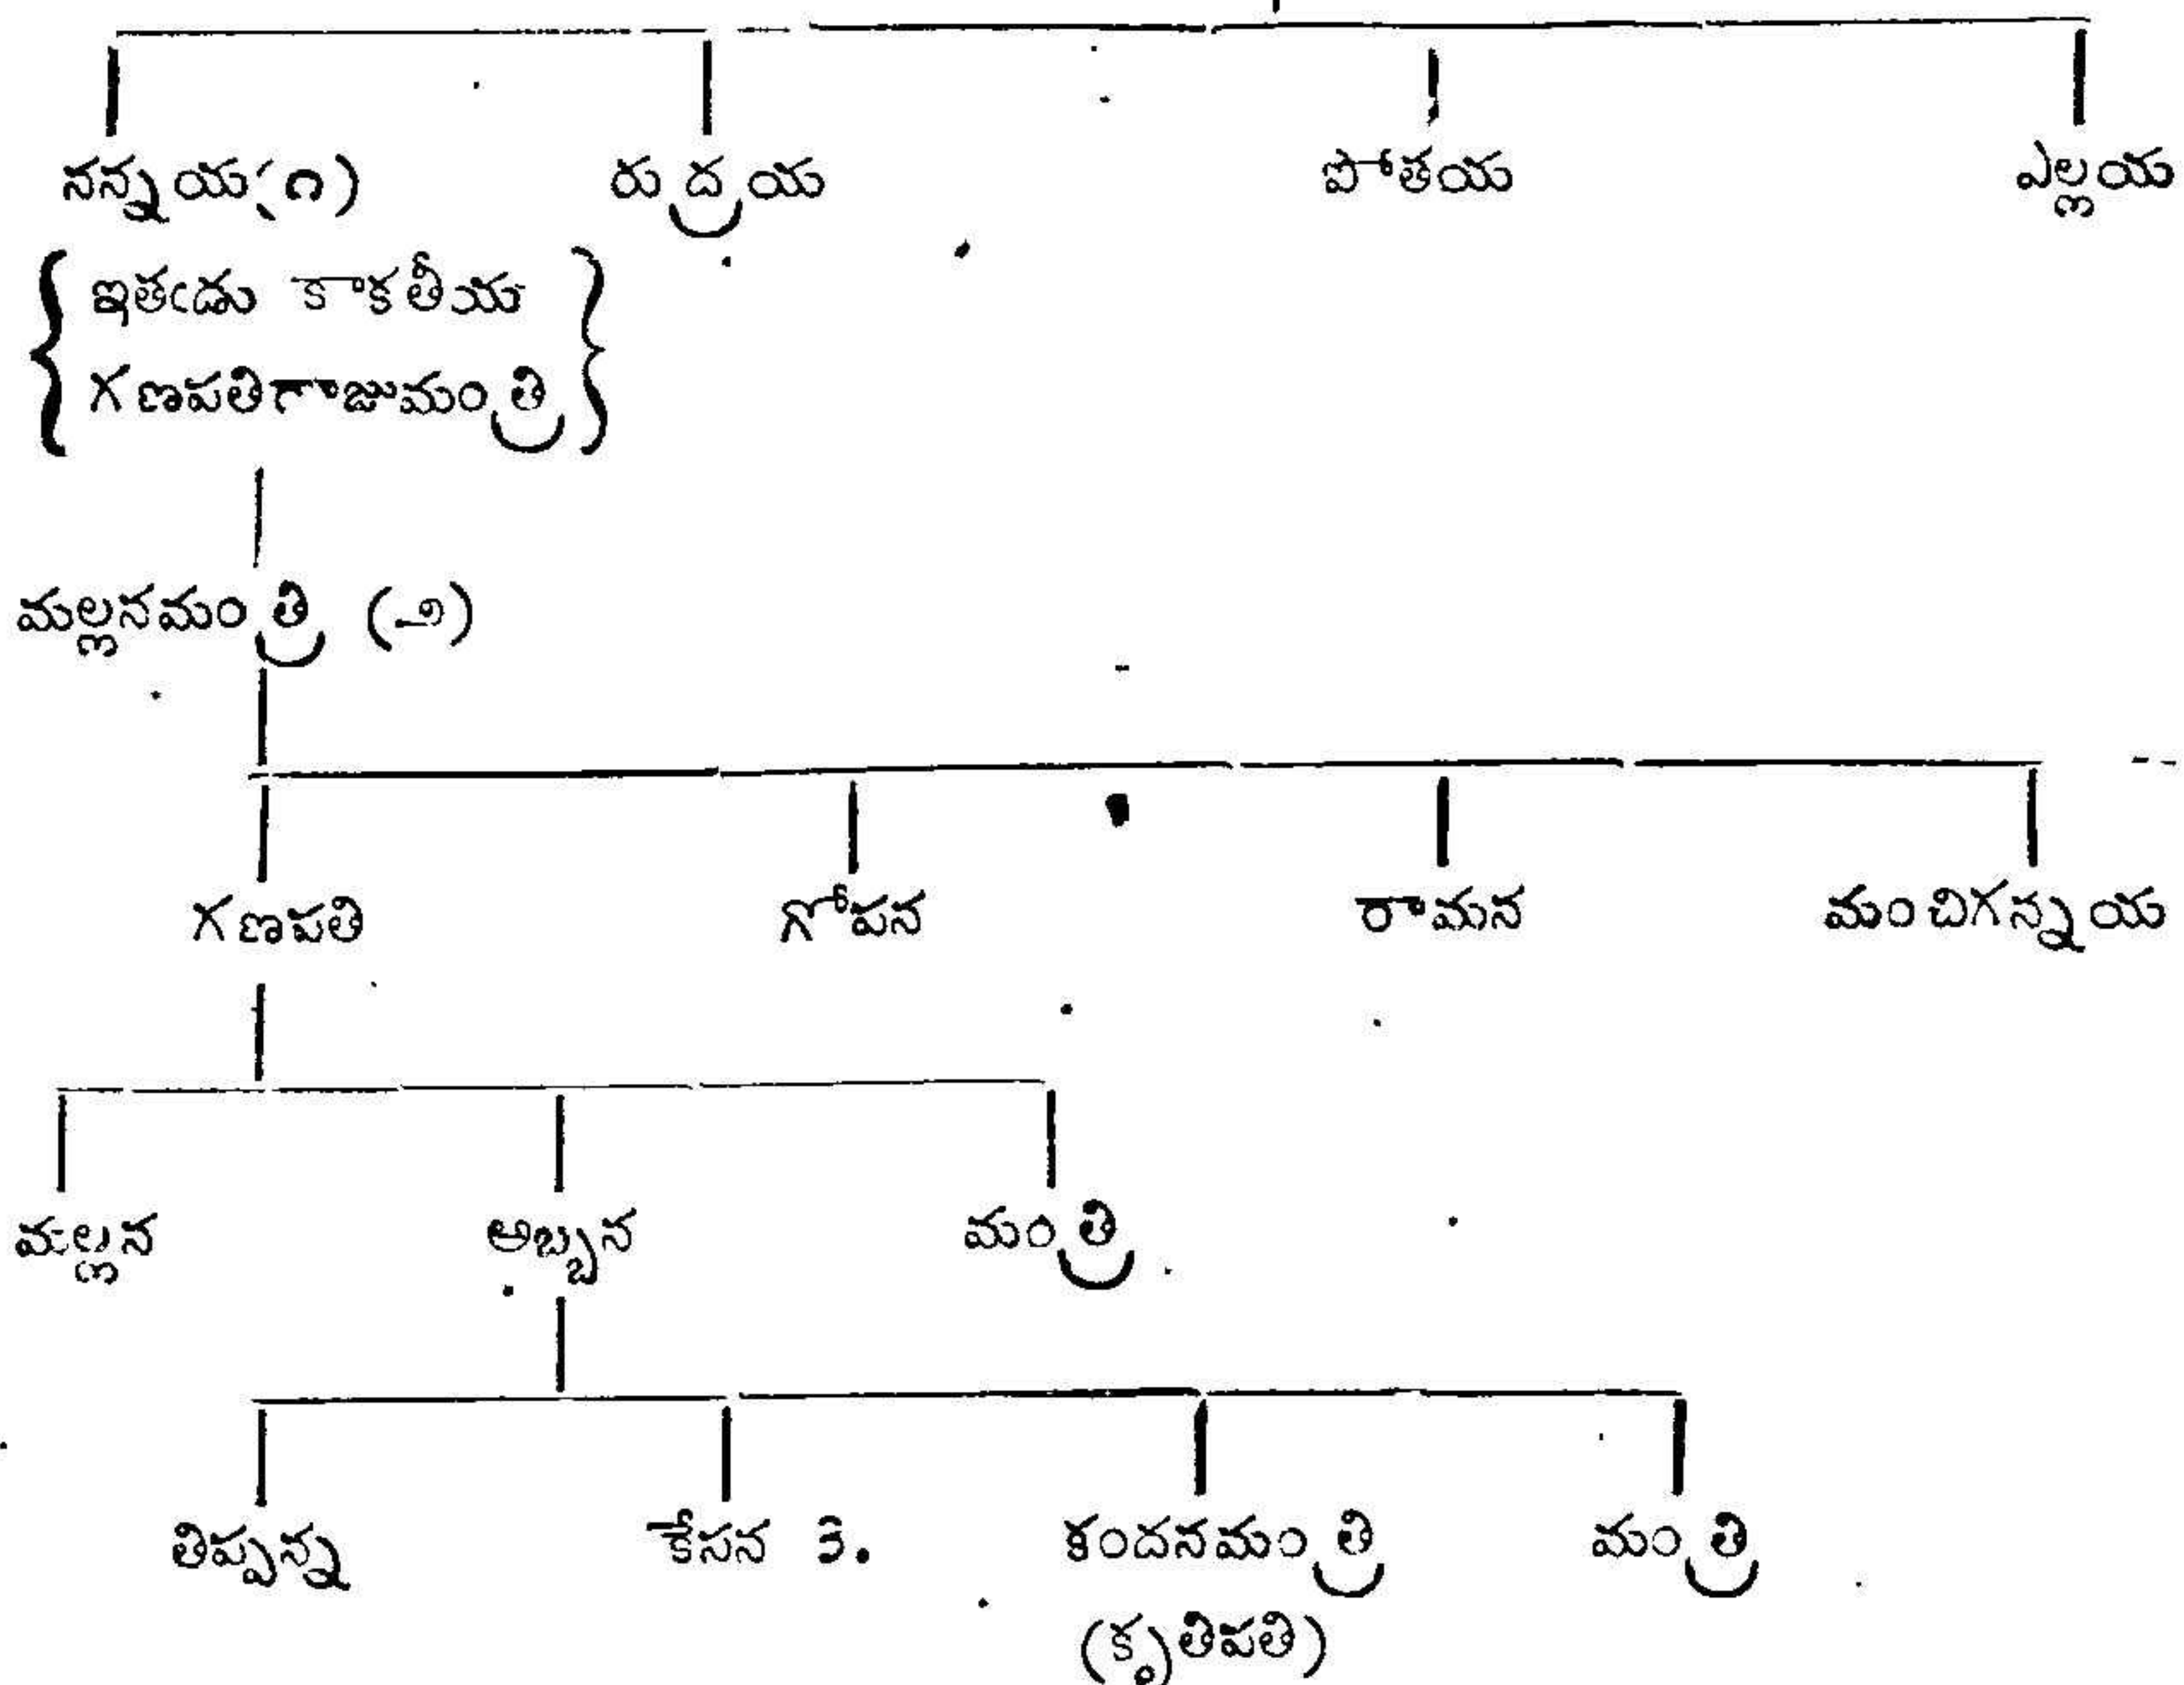 నన్నయ (౧) రుద్రయ పోతయ ఎల్లయ
{ ఇతఁడు కాకతీయ }
గణపతిరాజుమంత్రి
మల్లనమంత్రి (౨)
గణపతి గోపన రామన మంచిగన్నయ
మల్లన అబ్బన మంత్రి
తిప్పన్న కేసన 3. కందనమంత్రి మంత్రి
(కృతిపతి)